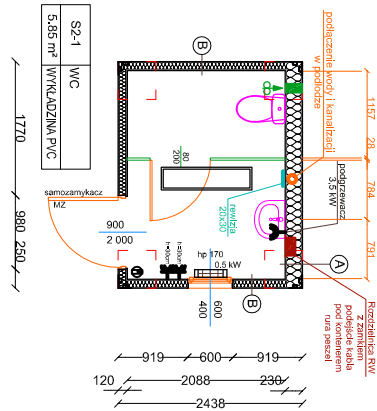 S2-1
WC
5.85 m²
WYKŁADZINA PVC
podłączenie wody i kanalizacji
w podłodze
B
1157
28
784
791
podgrzewacz
3,5 kW
80
200
rewizja
20x30
1770
980
250
samozamykacz
MZ
900
2 000
hp 170
0.5 kW
A
B
600
400
Rozdzielnica RW
z zamkiem
podejście kabla
pod kontenerem
rura peszel
919
600
919
120
2088
230
2438